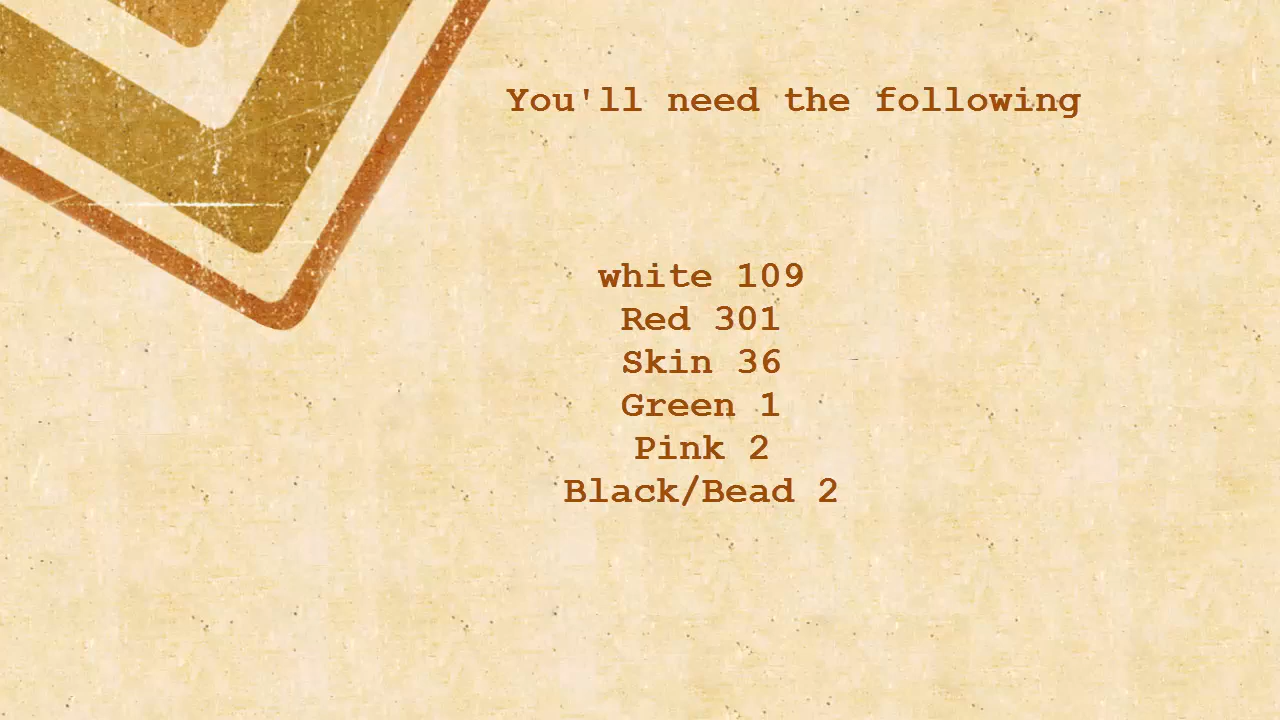 You'll need the following
white 109
Red 301
Skin 36
Green 1
Pink 2
Black/Bead 2